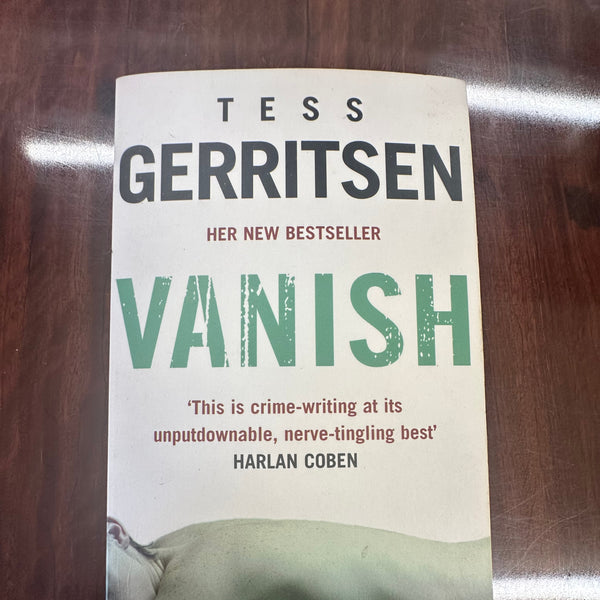 TESS
GERRITSEN
HER NEW BESTSELLER
VANISH
‘This is crime-writing at its
unputdownable, nerve-tingling best’
HARLAN COBEN